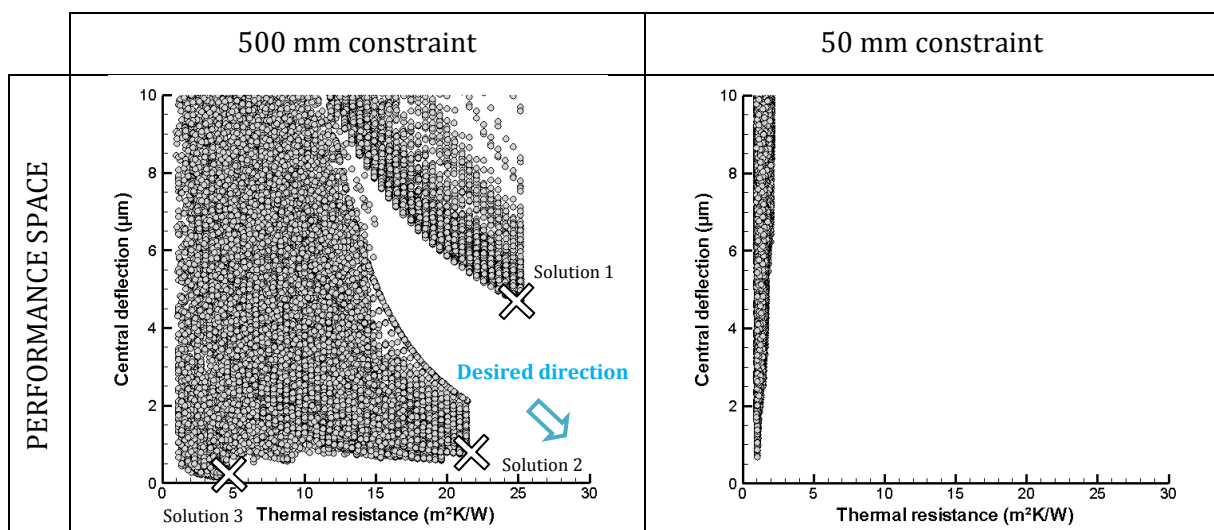 500 mm constraint
50 mm constraint
PERFORMANCE SPACE
Central deflection (µm)
10
8
6
4
2
0
Solution 1
Desired direction
Solution 2
Solution 3
0 5 10 15 20 25 30
Thermal resistance (m²K/W)
Central deflection (µm)
10
8
6
4
2
0
0 5 10 15 20 25 30
Thermal resistance (m²K/W)